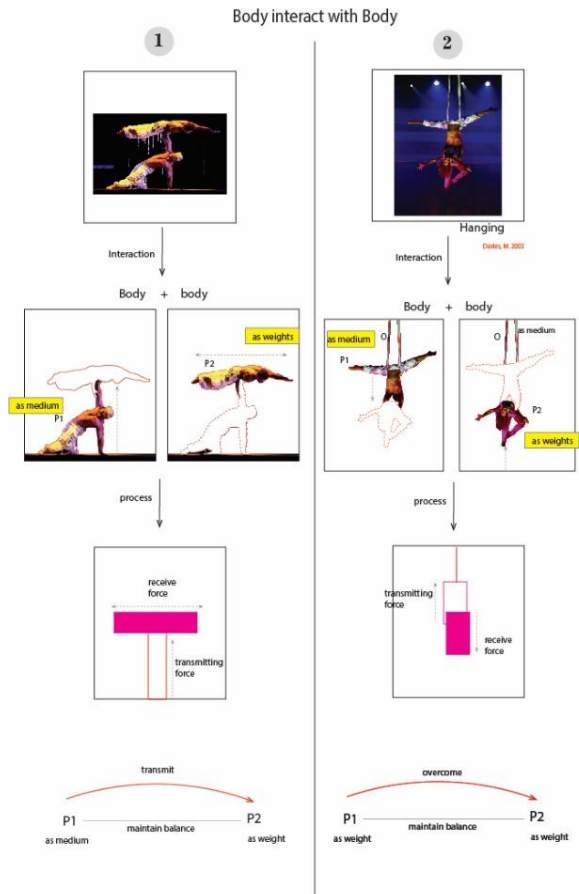 Body interact with Body
1
Interaction
Body + body
as medium
P1
as weights
P2
process
receive
force
transmitting
force
transmit
P1
P2
maintain balance
as medium
as weight
2
Hanging
Interaction
Body + body
O
as medium
P1
O
as medium
P2
as weights
process
transmitting
force
receive
force
overcome
P1
P2
maintain balance
as weight
as weight